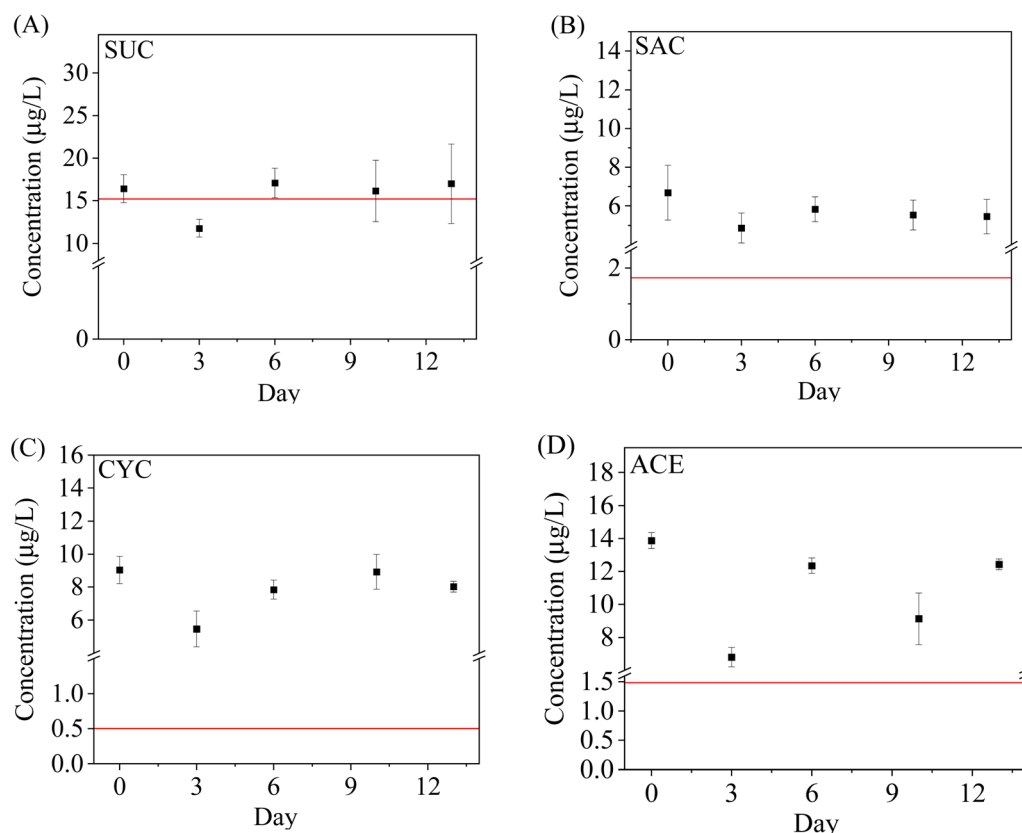 (A)
SUC
Concentration (µg/L)
30
25
20
15
10
0
0 3 6 9 12
Day
(B)
SAC
Concentration (µg/L)
14
12
10
8
6
2
0
0 3 6 9 12
Day
(C)
CYC
Concentration (µg/L)
16
14
12
10
8
6
1.0
0.5
0.0
0 3 6 9 12
Day
(D)
ACE
Concentration (µg/L)
18
16
14
12
10
8
1.5
1.0
0.5
0.0
0 3 6 9 12
Day